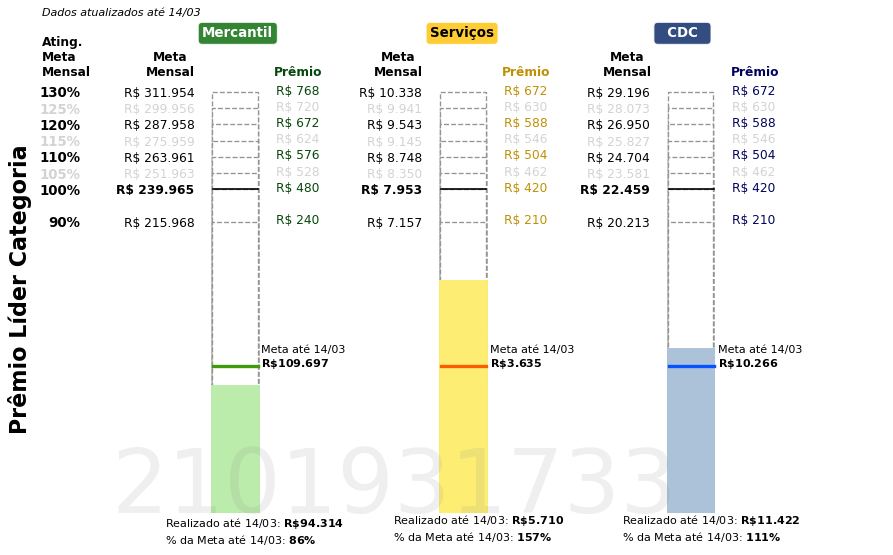 Dados atualizados até 14/03
Mercantil Serviços CDC
Ating. Meta Mensal Meta Mensal Prêmio Meta Mensal Prêmio Meta Mensal Prêmio
130% R$ 311.954 R$ 768 R$ 10.338 R$ 672 R$ 29.196 R$ 672
125% R$ 299.956 R$ 720 R$ 9.941 R$ 630 R$ 28.073 R$ 630
120% R$ 287.958 R$ 672 R$ 9.543 R$ 588 R$ 26.950 R$ 588
115% R$ 275.959 R$ 624 R$ 9.145 R$ 546 R$ 25.827 R$ 546
110% R$ 263.961 R$ 576 R$ 8.748 R$ 504 R$ 24.704 R$ 504
105% R$ 251.963 R$ 528 R$ 8.350 R$ 462 R$ 23.581 R$ 462
100% R$ 239.965 R$ 480 R$ 7.953 R$ 420 R$ 22.459 R$ 420
90% R$ 215.968 R$ 240 R$ 7.157 R$ 210 R$ 20.213 R$ 210
Prêmio Líder Categoria
Meta até 14/03 Meta até 14/03 Meta até 14/03
R$109.697 R$3.635 R$10.266
2101931733
Realizado até 14/03: R$94.314 Realizado até 14/03: R$5.710 Realizado até 14/03: R$11.422
% da Meta até 14/03: 86% % da Meta até 14/03: 157% % da Meta até 14/03: 111%